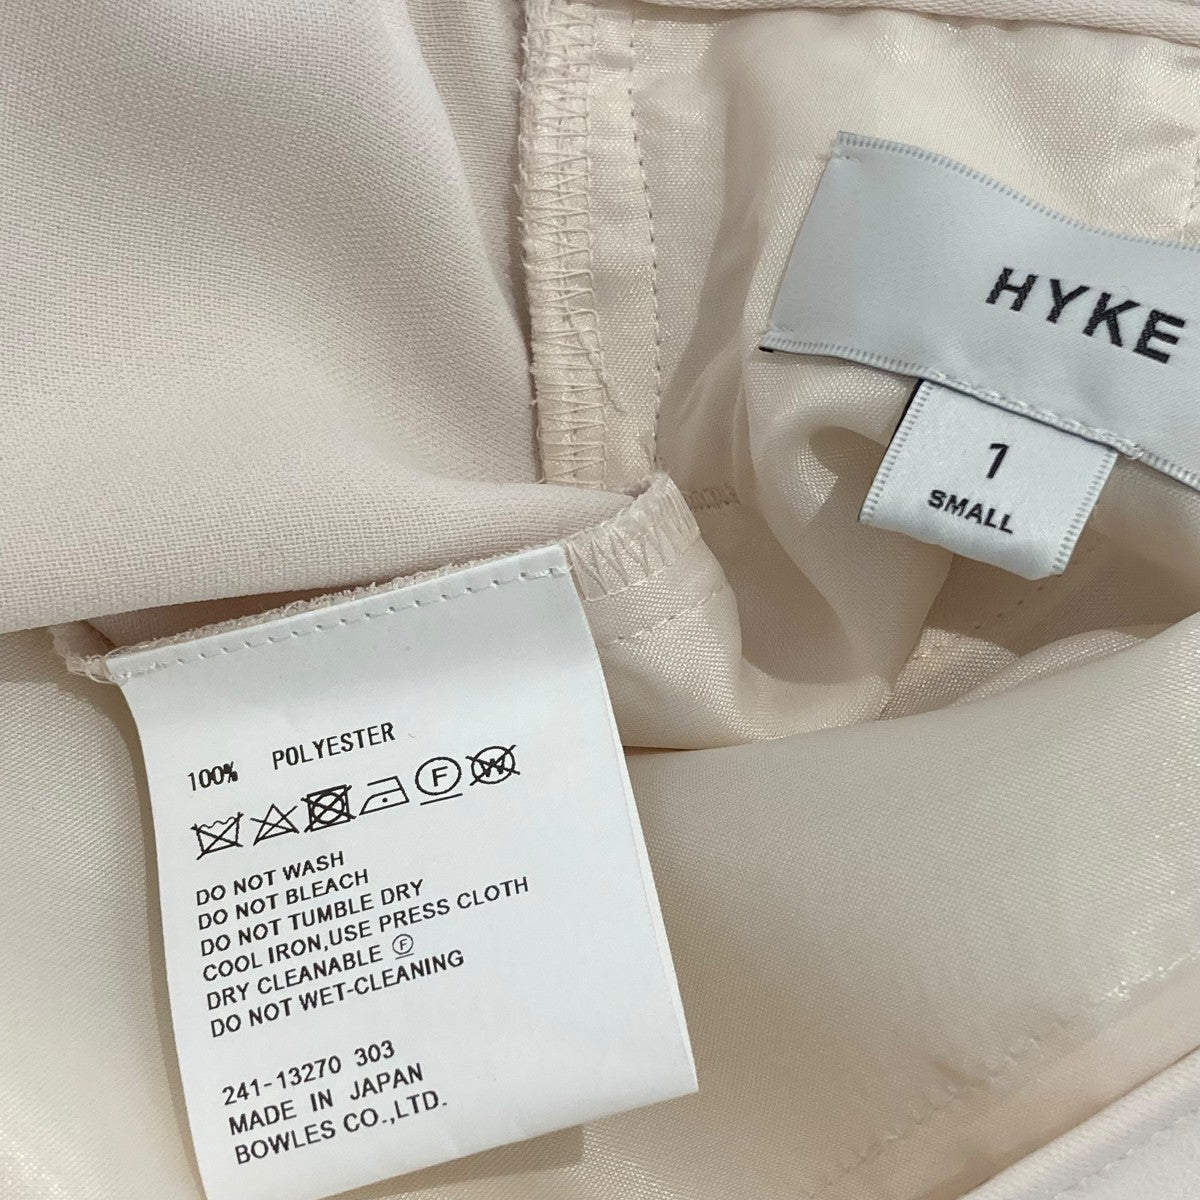 HYKE
1
SMALL
100% POLYESTER
F W
DO NOT WASH
DO NOT BLEACH
DO NOT TUMBLE DRY
COOL IRON,USE PRESS CLOTH
DRY CLEANABLE Ⓕ
DO NOT WET-CLEANING
241-13270 303
MADE IN JAPAN
BOWLES CO.,LTD.